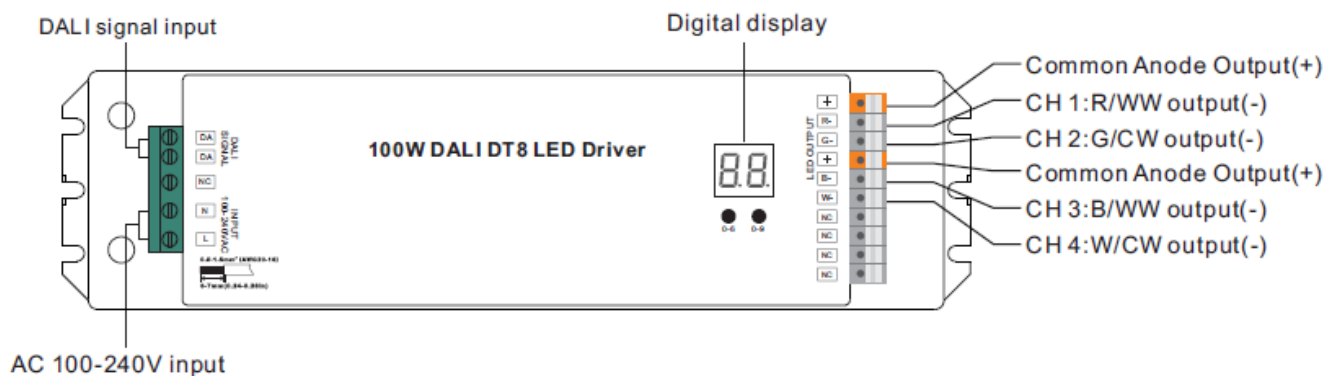 DALI signal input
Digital display
Common Anode Output(+)
CH 1:R/WW output(-)
CH 2:G/CW output(-)
Common Anode Output(+)
CH 3:B/WW output(-)
CH 4:W/CW output(-)
DA
DA
NC
N
L
DALI
SIGNAL
INPUT
100-240VAC
100W DALI DT8 LED Driver
8.8.
0-6 0-9
LED OUTPUT
+
R-
G-
+
B-
W-
NC
NC
NC
NC
AC 100-240V input